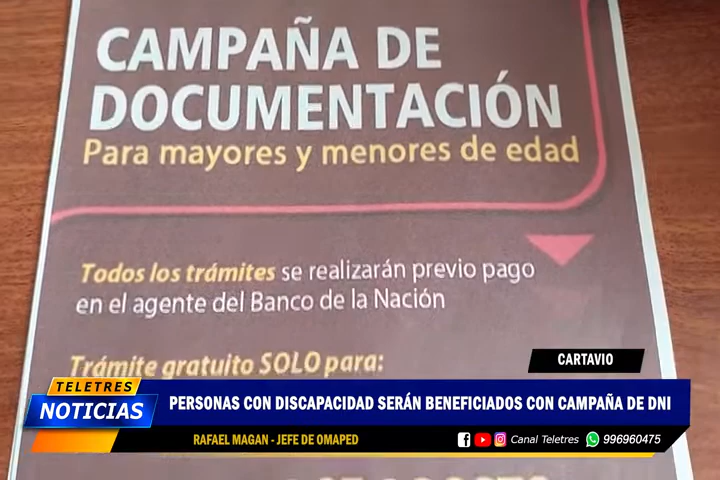 CAMPAÑA DE
DOCUMENTACIÓN
Para mayores y menores de edad
Todos los trámites se realizarán previo pago
en el agente del Banco de la Nación
Trámite gratuito SOLO para:
CARTAVIO
TELETRES
NOTICIAS
PERSONAS CON DISCAPACIDAD SERÁN BENEFICIADOS CON CAMPAÑA DE DNI
RAFAEL MAGAN - JEFE DE OMAPED
Canal Teletres 996960475